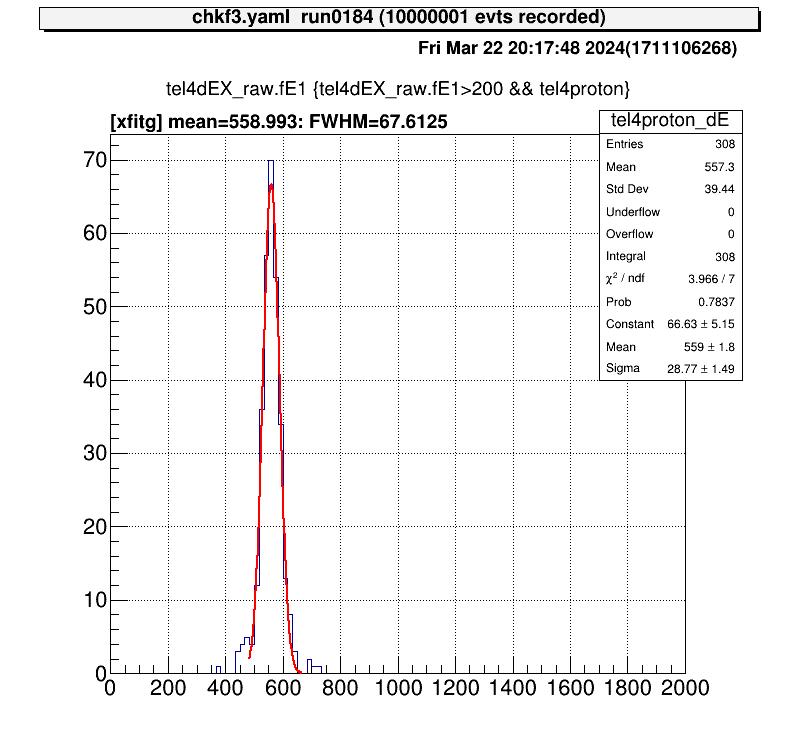 chkf3.yaml  run0184 (10000001 evts recorded)
Fri Mar 22 20:17:48 2024(1711106268)
tel4dEX_raw.fE1 {tel4dEX_raw.fE1>200 && tel4proton}
[xfitg] mean=558.993: FWHM=67.6125
tel4proton_dE
Entries 308
Mean 557.3
Std Dev 39.44
Underflow 0
Overflow 0
Integral 308
χ² / ndf 3.966 / 7
Prob 0.7837
Constant 66.63 ± 5.15
Mean 559 ± 1.8
Sigma 28.77 ± 1.49
70
60
50
40
30
20
10
0
0 200 400 600 800 1000 1200 1400 1600 1800 2000